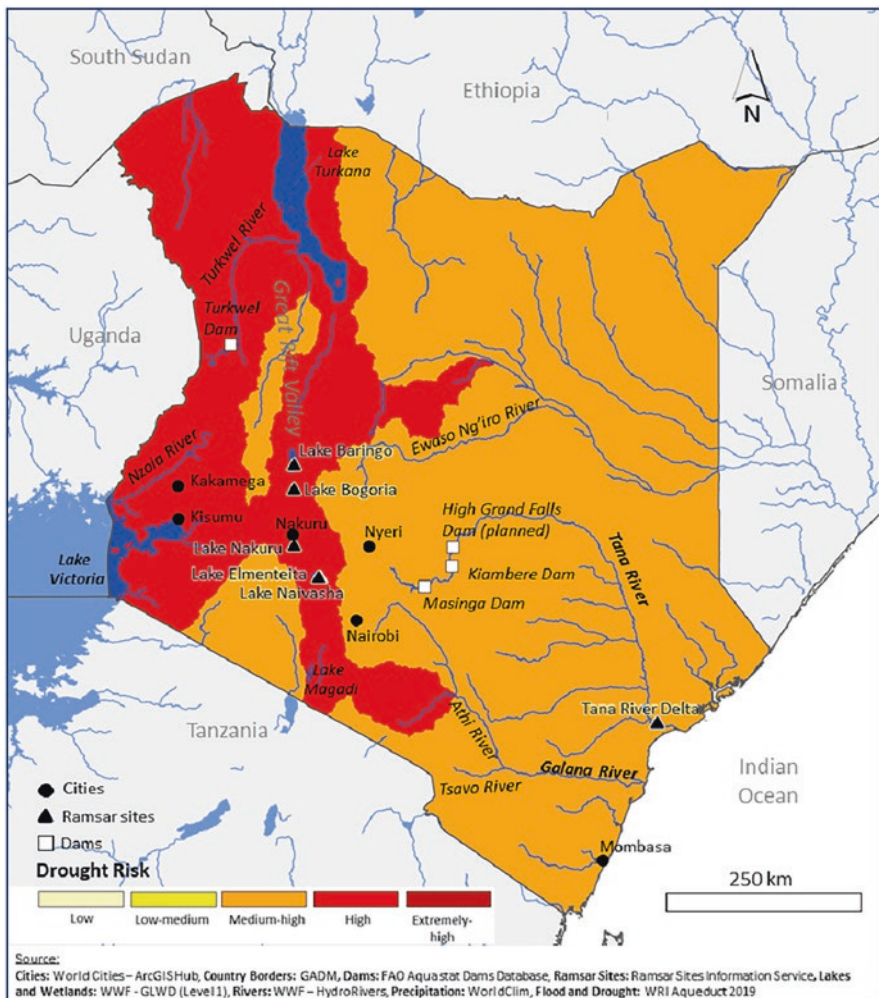 South Sudan
Ethiopia
N
Lake
Turkana
Turkwel River
Great Rift Valley
Turkwel
Dam
Uganda
Somalia
Ewaso Ng'iro River
Nzoia River
Lake Baringo
Kakamega
Lake Bogoria
High Grand Falls
Dam (planned)
Kisumu
Nakuru
Nyeri
Lake Nakuru
Tana River
Lake
Victoria
Lake Elmenteita
Kiambere Dam
Lake Naivasha
Masinga Dam
Nairobi
Lake
Magadi
Athi River
Tana River Delta
Tanzania
Galana River
Indian
Ocean
Tsavo River
Cities
Ramsar sites
Dams
Mombasa
Drought Risk
Low
Low-medium
Medium-high
High
Extremely-
high
250 km
Source:
Cities: World Cities – ArcGISHub, Country Borders: GADM, Dams: FAO Aquastat Dams Database, Ramsar Sites: Ramsar Sites Information Service, Lakes
and Wetlands: WWF - GLWD (Level 1), Rivers: WWF – HydroRivers, Precipitation: WorldClim, Flood and Drought: WRI Aqueduct 2019